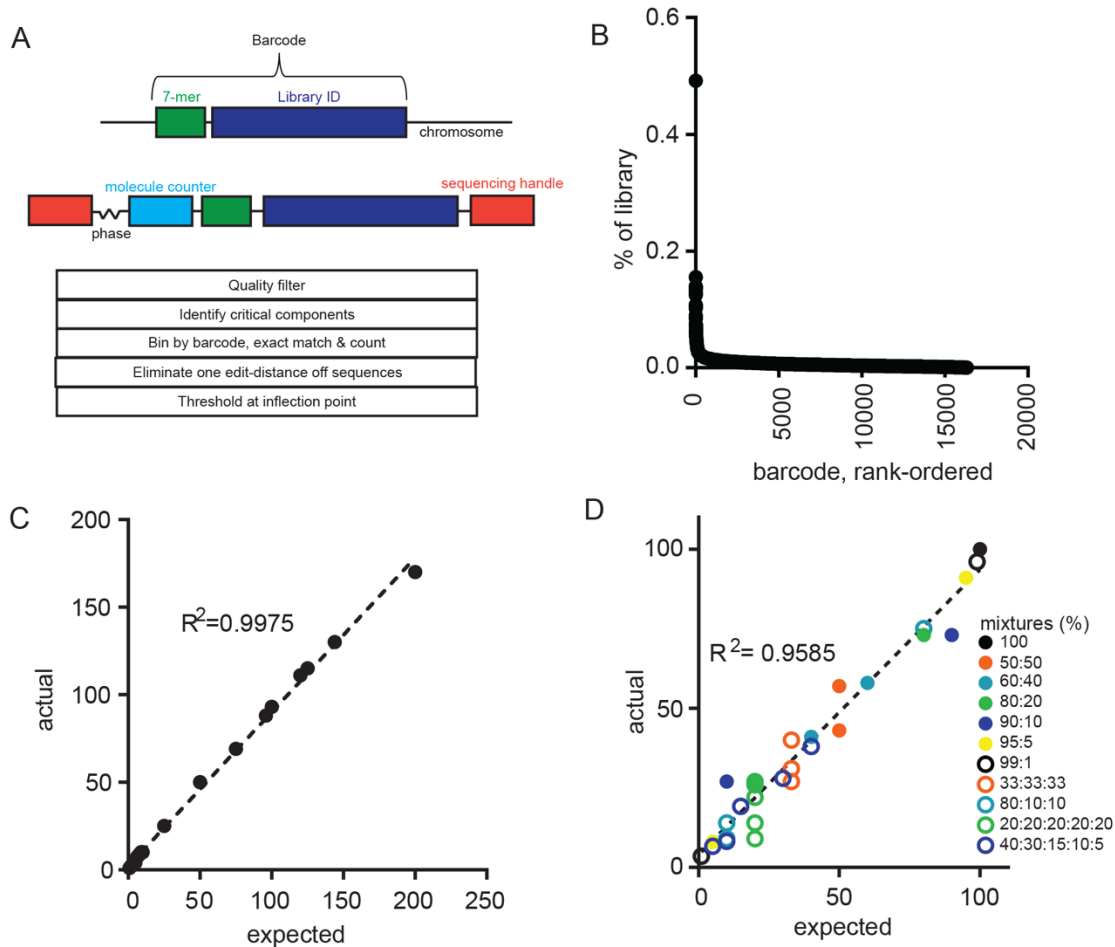 A
Barcode
7-mer
Library ID
chromosome
molecule counter
sequencing handle
phase
Quality filter
Identify critical components
Bin by barcode, exact match & count
Eliminate one edit-distance off sequences
Threshold at inflection point
B
0.6
0.4
0.2
0.0
% of library
0
5000
10000
15000
20000
barcode, rank-ordered
C
200
150
100
50
0
actual
R²=0.9975
0 50 100 150 200 250
expected
D
100
50
0
actual
R²= 0.9585
0 50 100
expected
mixtures (%)
100
50:50
60:40
80:20
90:10
95:5
99:1
33:33:33
80:10:10
20:20:20:20:20
40:30:15:10:5